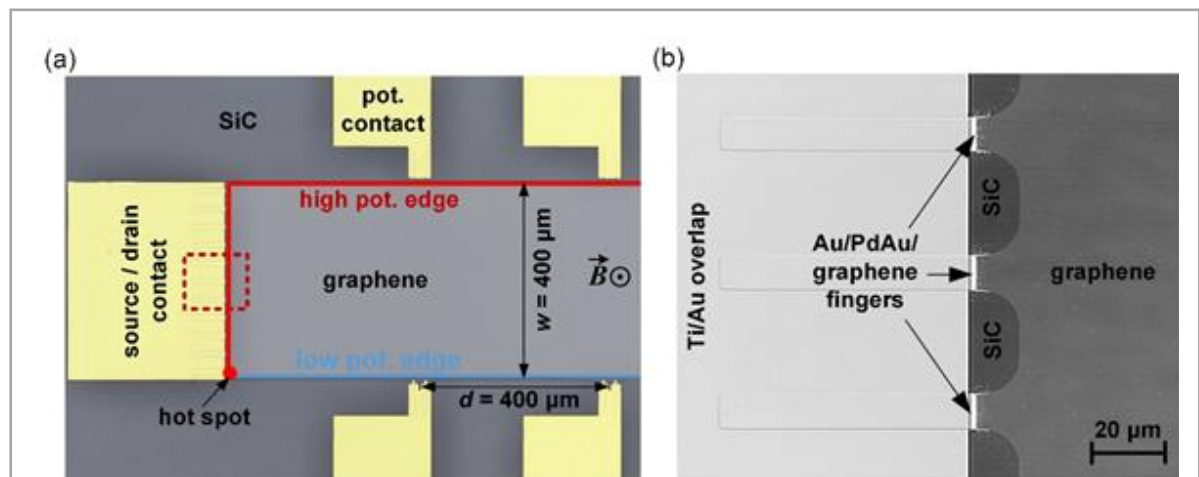 (a)
SiC
pot.
contact
high pot. edge
source / drain
contact
graphene
w = 400 µm
B⃗⊙
low pot. edge
hot spot
d = 400 µm
(b)
Ti/Au overlap
SiC
Au/PdAu/
graphene
fingers
graphene
SiC
20 µm